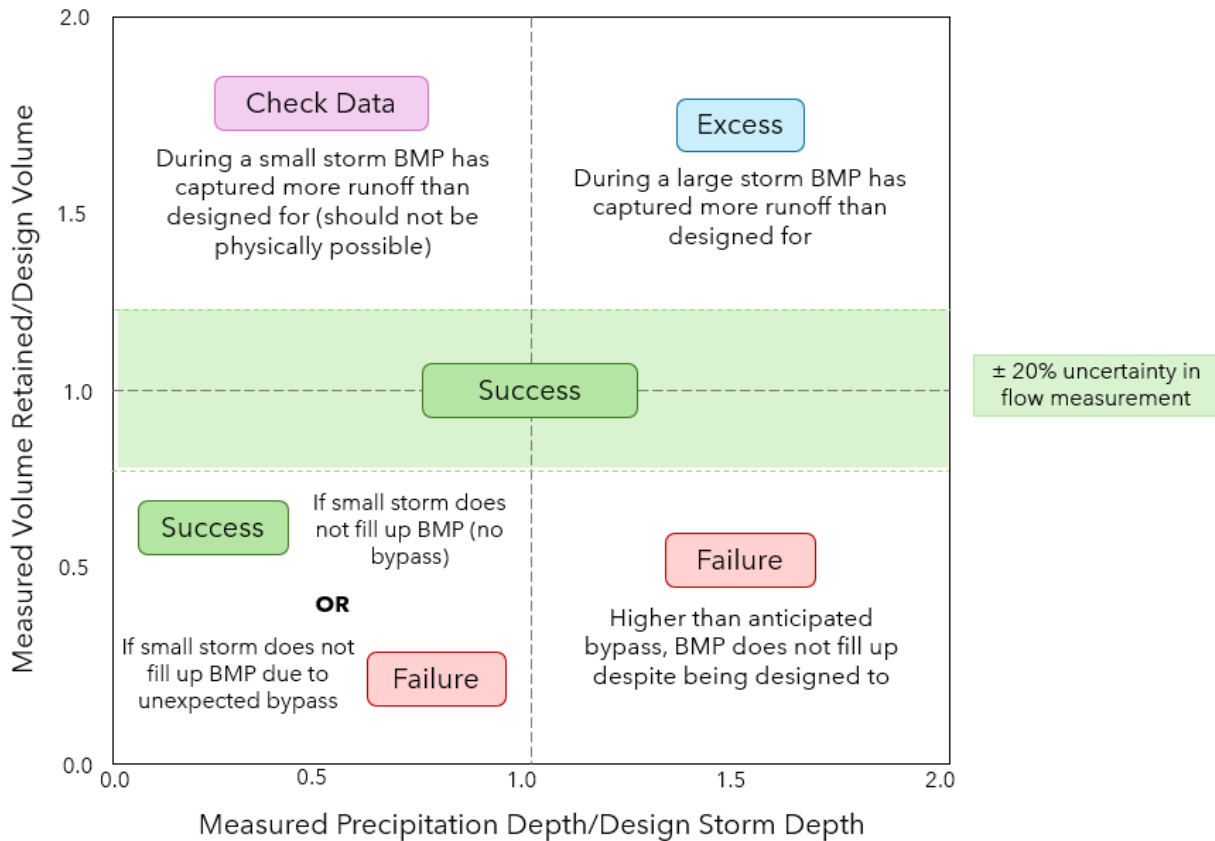 Measured Volume Retained/Design Volume
2.0
1.5
1.0
0.5
0.0
Check Data
During a small storm BMP has
captured more runoff than
designed for (should not be
physically possible)
Excess
During a large storm BMP has
captured more runoff than
designed for
Success
± 20% uncertainty in
flow measurement
Success
If small storm does
not fill up BMP (no
bypass)
OR
If small storm does not
fill up BMP due to
unexpected bypass
Failure
Failure
Higher than anticipated
bypass, BMP does not fill up
despite being designed to
0.0
0.5
1.0
1.5
2.0
Measured Precipitation Depth/Design Storm Depth